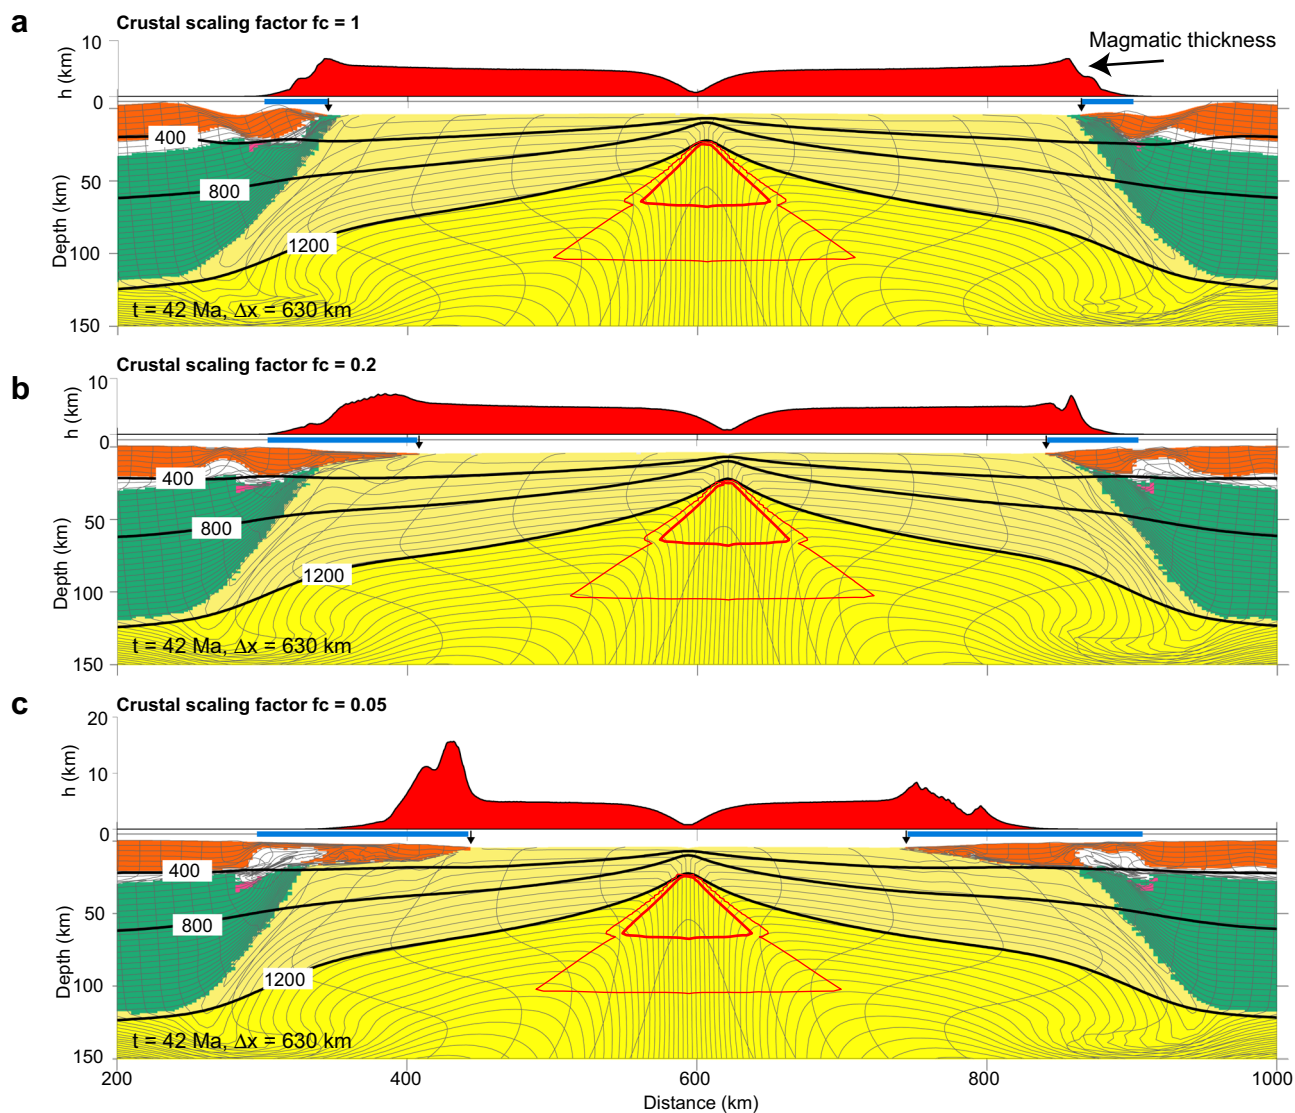 a
Crustal scaling factor fc = 1
10
h (km)
0
Magmatic thickness
400
800
1200
50
100
150
Depth (km)
t = 42 Ma, Δx = 630 km
b
Crustal scaling factor fc = 0.2
10
h (km)
0
400
800
1200
50
100
150
Depth (km)
t = 42 Ma, Δx = 630 km
c
Crustal scaling factor fc = 0.05
20
10
h (km)
0
400
800
1200
50
100
150
Depth (km)
t = 42 Ma, Δx = 630 km
200 400 600 800 1000
Distance (km)